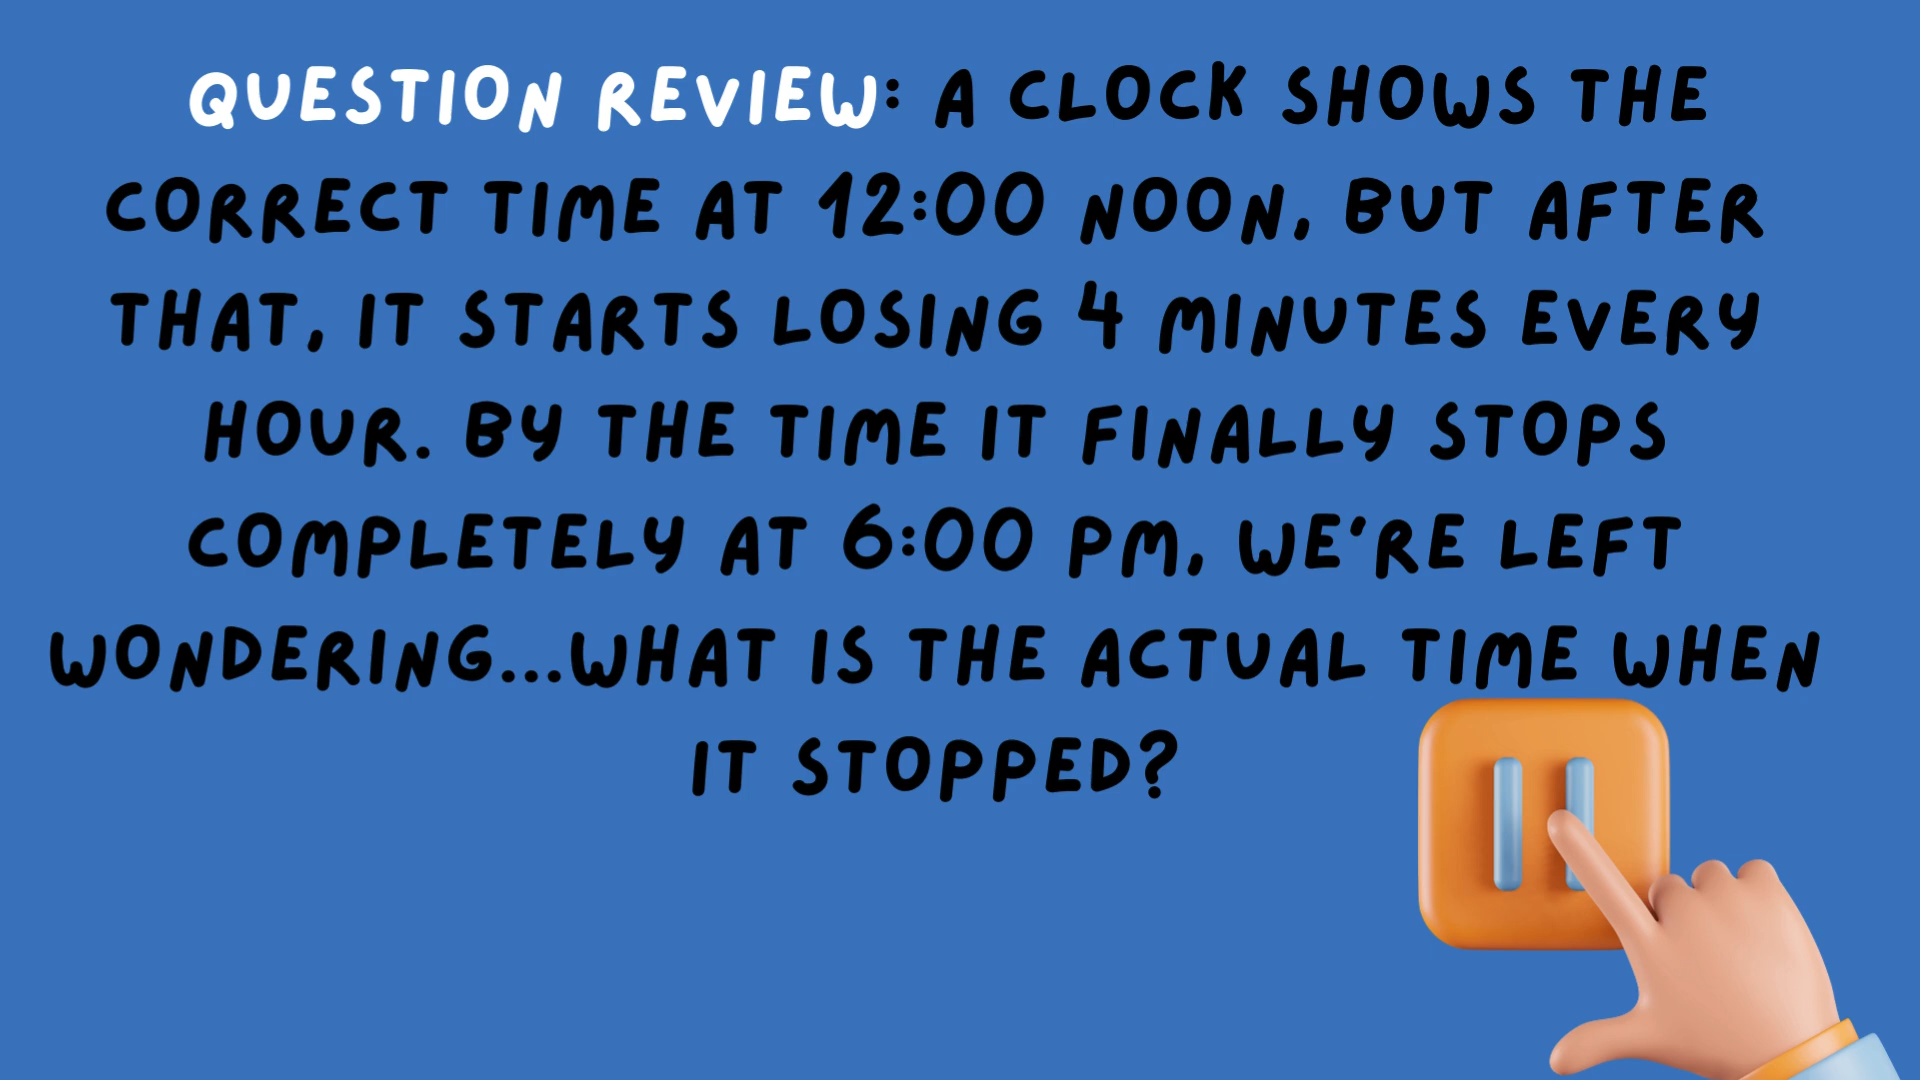 QUESTION REVIEW: A CLOCK SHOWS THE
CORRECT TIME AT 12:00 NOON, BUT AFTER
THAT, IT STARTS LOSING 4 MINUTES EVERY
HOUR. BY THE TIME IT FINALLY STOPS
COMPLETELY AT 6:00 PM, WE'RE LEFT
WONDERING...WHAT IS THE ACTUAL TIME WHEN
IT STOPPED?